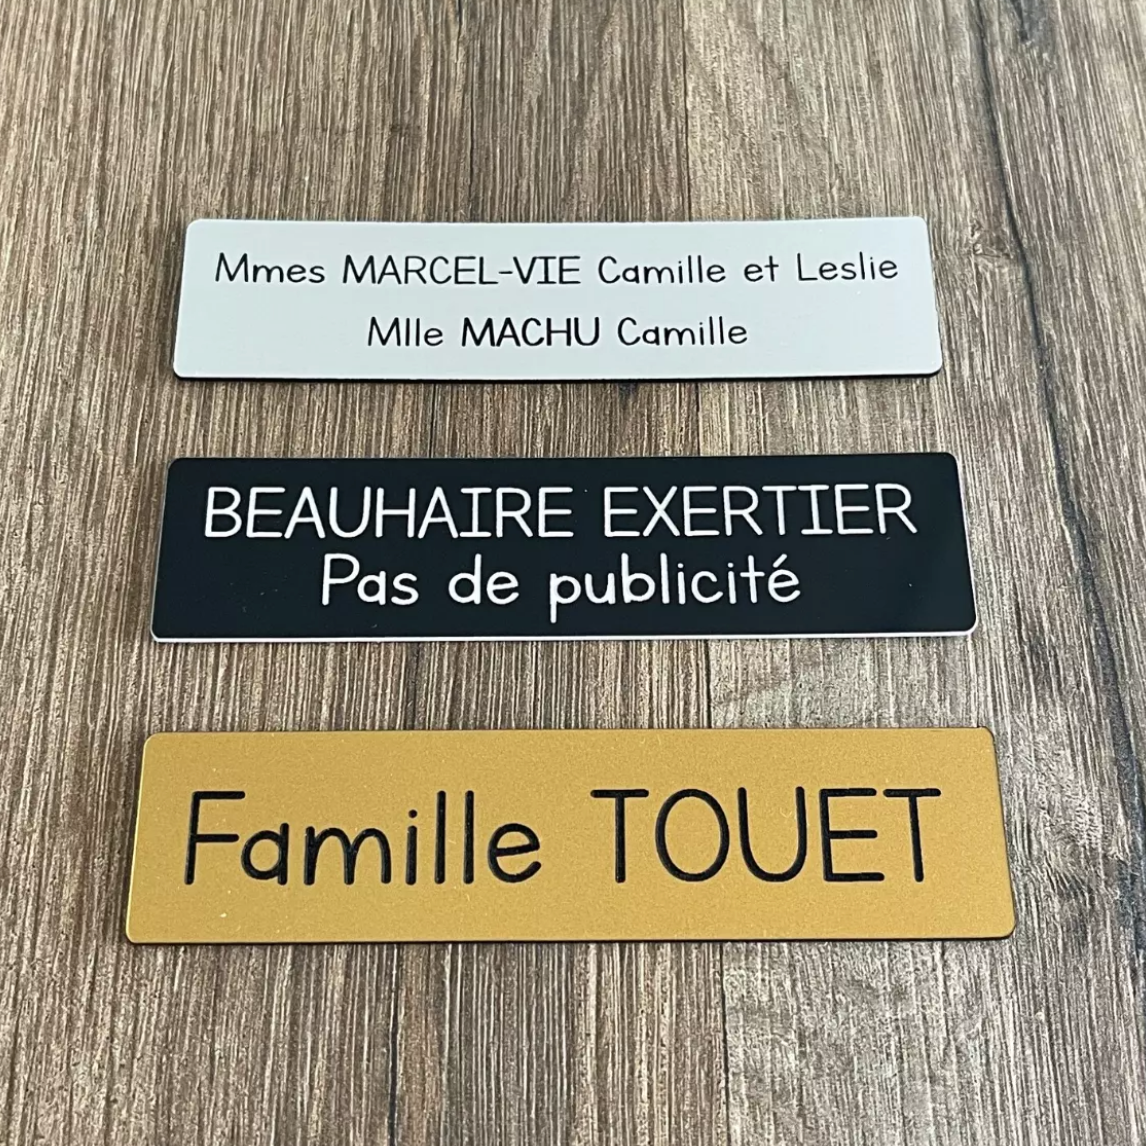 Mmes MARCEL-VIE Camille et Leslie
Mlle MACHU Camille
BEAUHAIRE EXERTIER
Pas de publicité
Famille TOUET